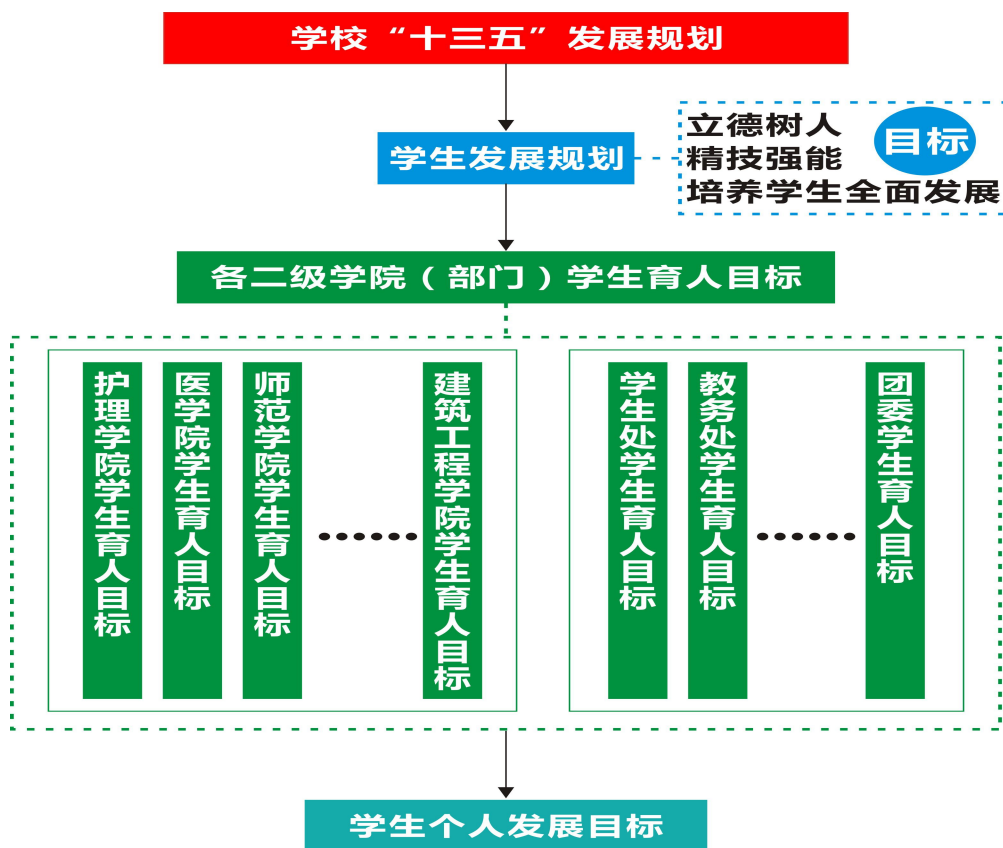 学校“十三五”发展规划
学生发展规划
立德树人
精技强能
培养学生全面发展
目标
各二级学院（部门）学生育人目标
护理学院学生育人目标
医学院学生育人目标
师范学院学生育人目标
······
建筑工程学院学生育人目标
学生处学生育人目标
教务处学生育人目标
······
团委学生育人目标
学生个人发展目标